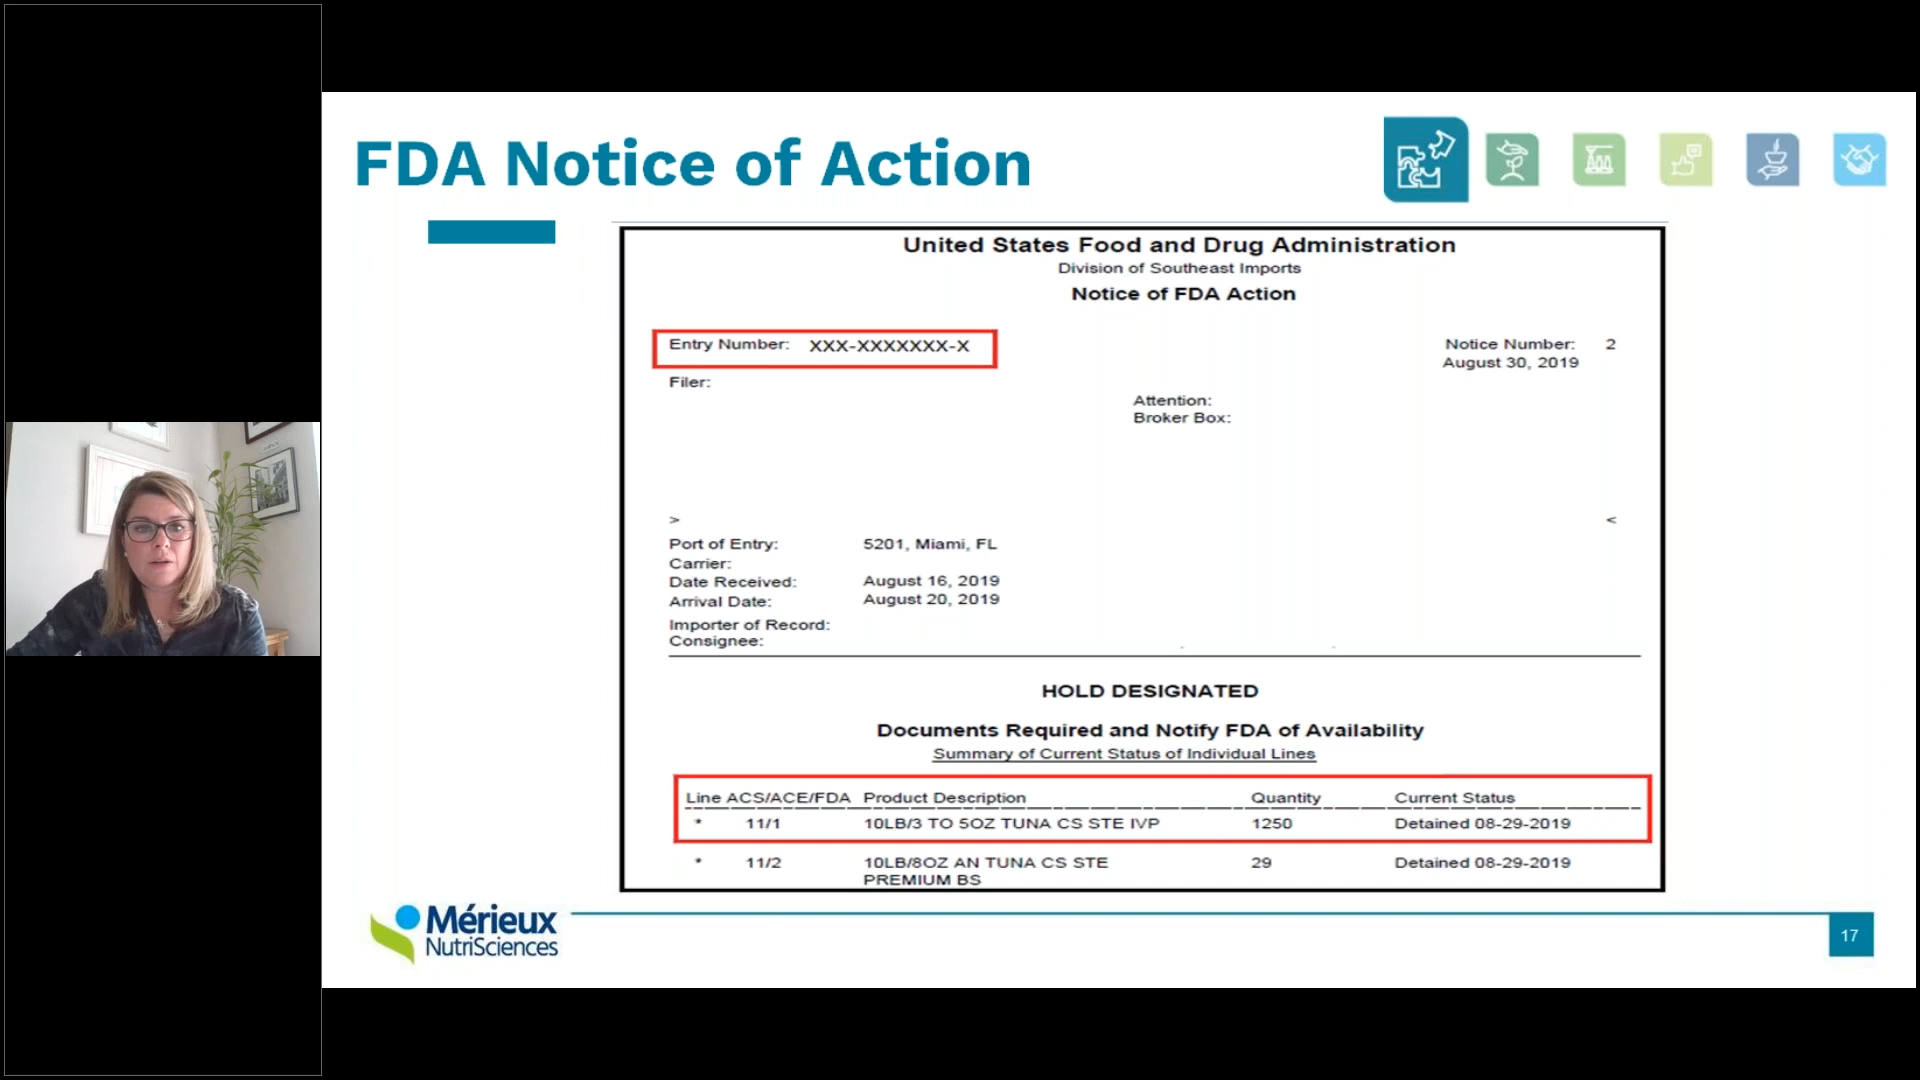 FDA Notice of Action
United States Food and Drug Administration
Division of Southeast Imports
Notice of FDA Action
Entry Number: XXX-XXXXXXX-X
Notice Number: 2
August 30, 2019
Filer:
Attention:
Broker Box:
> <
Port of Entry: 5201, Miami, FL
Carrier:
Date Received: August 16, 2019
Arrival Date: August 20, 2019
Importer of Record:
Consignee:
HOLD DESIGNATED
Documents Required and Notify FDA of Availability
Summary of Current Status of Individual Lines
Line ACS/ACE/FDA Product Description Quantity Current Status
* 11/1 10LB/3 TO 5OZ TUNA CS STE IVP 1250 Detained 08-29-2019
* 11/2 10LB/8OZ AN TUNA CS STE 29 Detained 08-29-2019
PREMIUM BS
Mérieux
NutriSciences
17